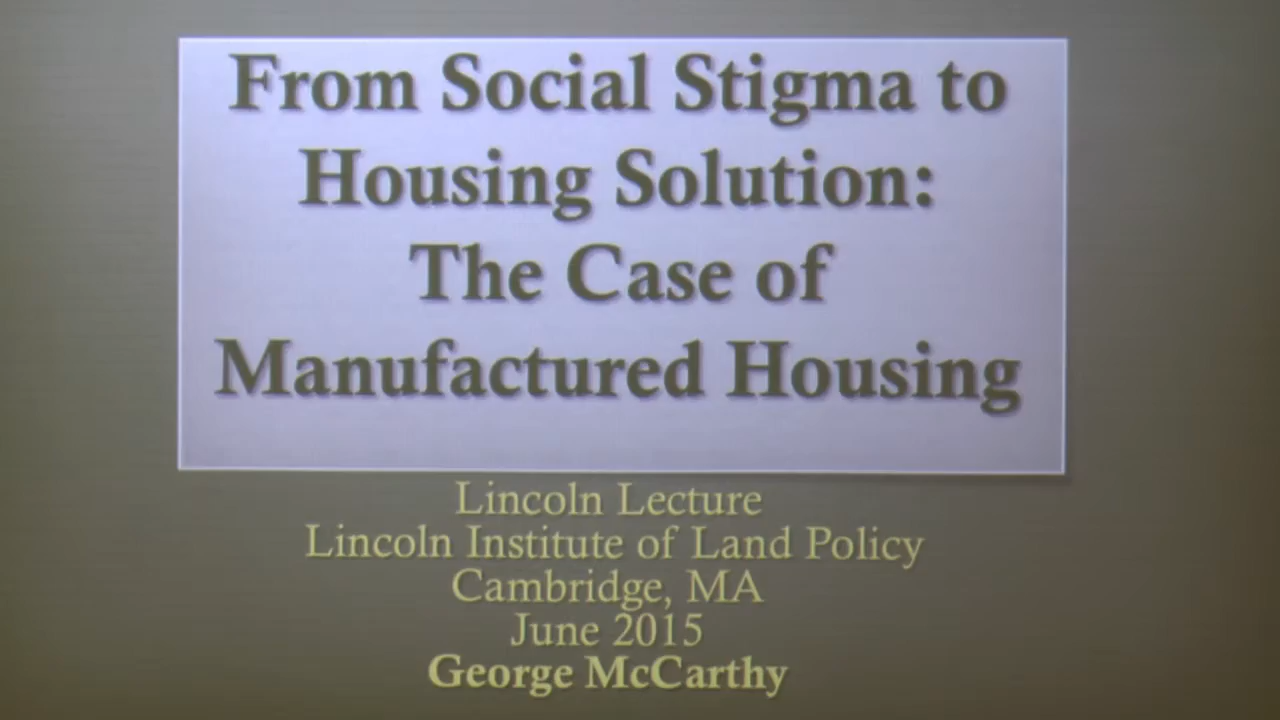 From Social Stigma to
Housing Solution:
The Case of
Manufactured Housing
Lincoln Lecture
Lincoln Institute of Land Policy
Cambridge, MA
June 2015
George McCarthy